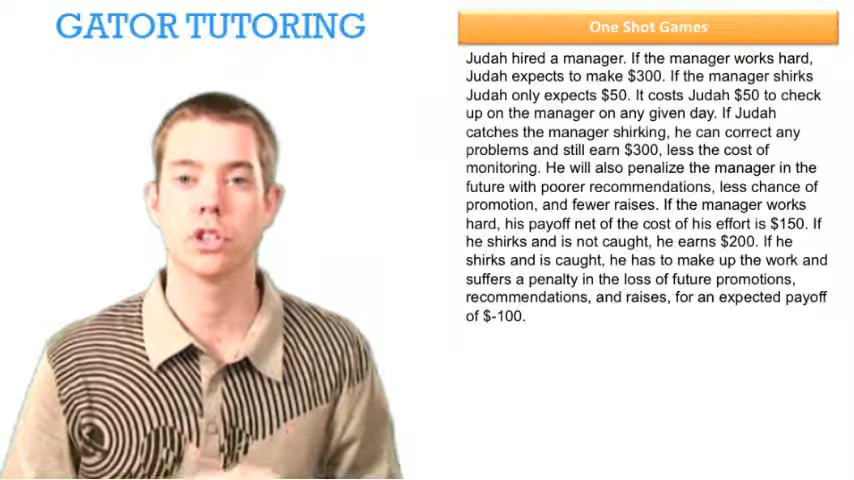 GATOR TUTORING
One Shot Games
Judah hired a manager. If the manager works hard,
Judah expects to make $300. If the manager shirks
Judah only expects $50. It costs Judah $50 to check
up on the manager on any given day. If Judah
catches the manager shirking, he can correct any
problems and still earn $300, less the cost of
monitoring. He will also penalize the manager in the
future with poorer recommendations, less chance of
promotion, and fewer raises. If the manager works
hard, his payoff net of the cost of his effort is $150. If
he shirks and is not caught, he earns $200. If he
shirks and is caught, he has to make up the work and
suffers a penalty in the loss of future promotions,
recommendations, and raises, for an expected payoff
of $-100.